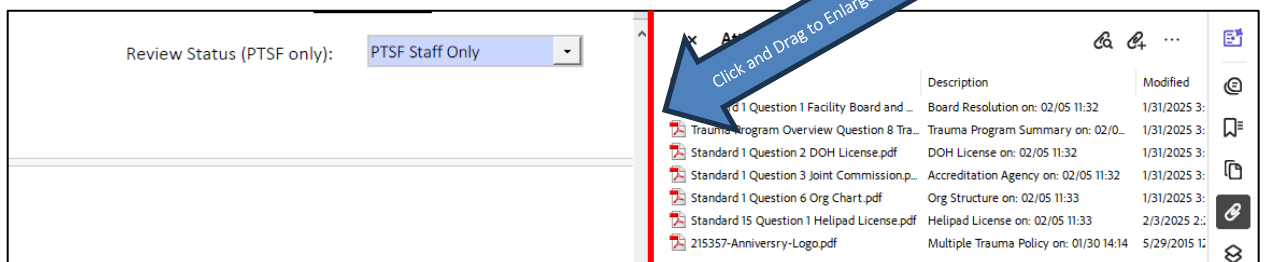 Review Status (PTSF only): PTSF Staff Only
Click and Drag to Enlarge
At
Description Modified
d 1 Question 1 Facility Board and ... Board Resolution on: 02/05 11:32 1/31/2025 3:
Trauma Program Overview Question 8 Tra... Trauma Program Summary on: 02/0... 1/31/2025 3:
Standard 1 Question 2 DOH License.pdf DOH License on: 02/05 11:32 1/31/2025 3:
Standard 1 Question 3 Joint Commission.p... Accreditation Agency on: 02/05 11:32 1/31/2025 3:
Standard 1 Question 6 Org Chart.pdf Org Structure on: 02/05 11:33 1/31/2025 3:
Standard 15 Question 1 Helipad License.pdf Helipad License on: 02/05 11:33 2/3/2025 2:
215357-Anniversry-Logo.pdf Multiple Trauma Policy on: 01/30 14:14 5/29/2015 12